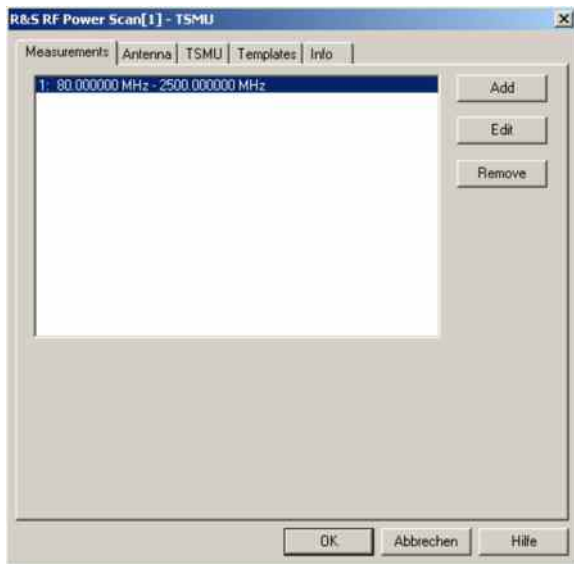 R&S RF Power Scan[1] - TSMU
Measurements Antenna TSMU Templates Info
1: 80.000000 MHz - 2500.000000 MHz
Add
Edit
Remove
OK Abbrechen Hilfe